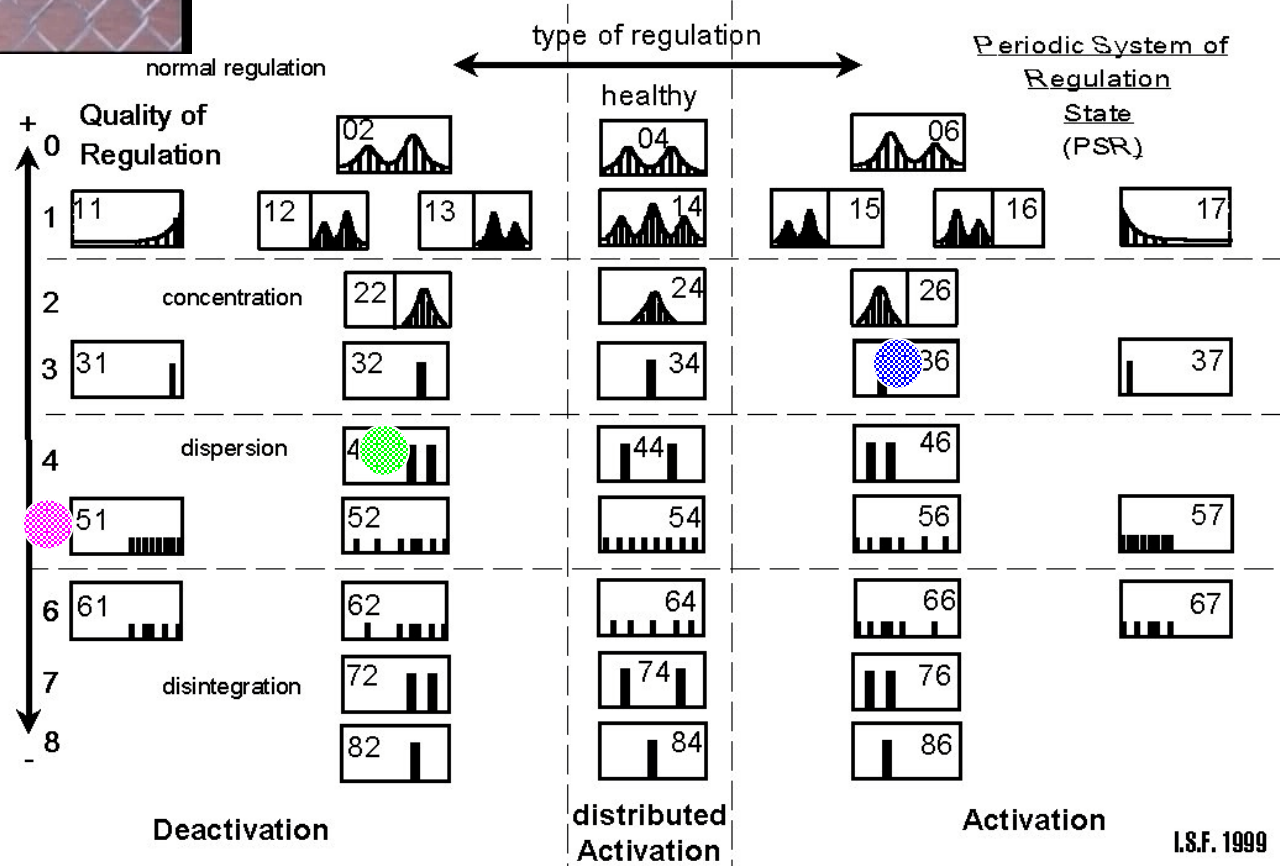 type of regulation
Periodic System of
Regulation
State
(PSR)
normal regulation
healthy
+
Quality of
Regulation
0
02
04
06
1
11
12
13
14
15
16
17
2
concentration
22
24
26
3
31
32
34
36
37
4
dispersion
4
44
46
51
52
54
56
57
6
61
62
64
66
67
7
disintegration
72
74
76
8
82
84
86
-
Deactivation
distributed
Activation
Activation
I.S.F. 1999